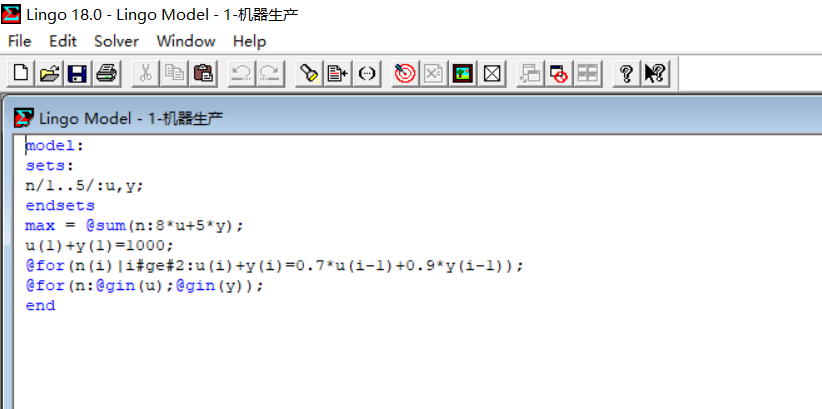 Lingo 18.0 - Lingo Model - 1-机器生产
File Edit Solver Window Help
Lingo Model - 1-机器生产
model:
sets:
n/1..5/:u,y;
endsets
max = @sum(n:8*u+5*y);
u(1)+y(1)=1000;
@for(n(i)|i#ge#2:u(i)+y(i)=0.7*u(i-1)+0.9*y(i-1));
@for(n:@gin(u);@gin(y));
end